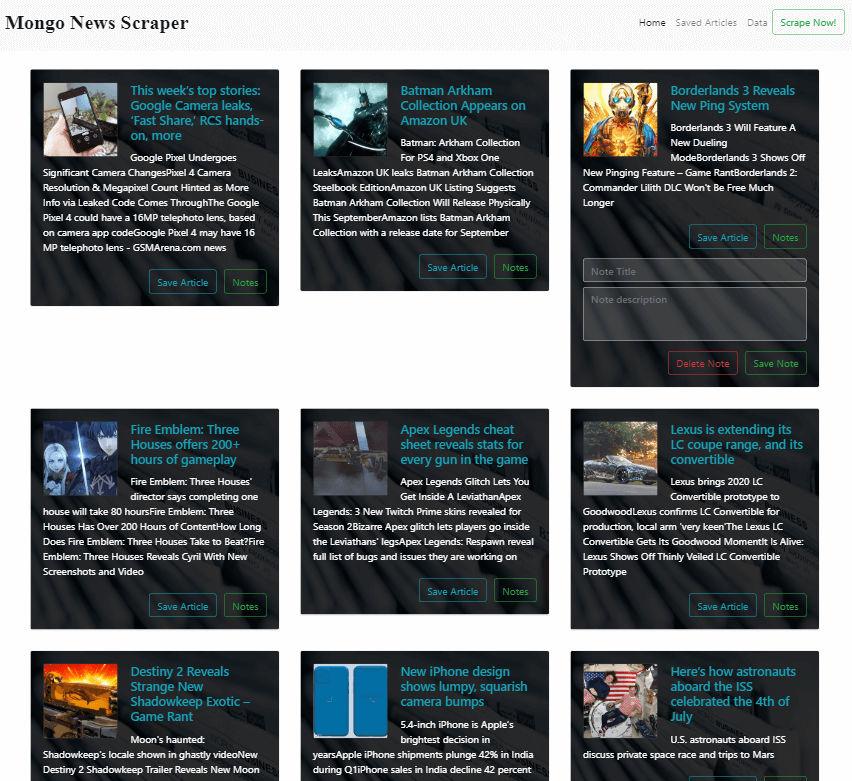 Mongo News Scraper
Home Saved Articles Data Scrape Now!
This week's top stories:
Google Camera leaks,
'Fast Share,' RCS hands-
on, more
Google Pixel Undergoes
Significant Camera ChangesPixel 4 Camera
Resolution & Megapixel Count Hinted as More
Info via Leaked Code Comes ThroughThe Google
Pixel 4 could have a 16MP telephoto lens, based
on camera app codeGoogle Pixel 4 may have 16
MP telephoto lens - GSMArena.com news
Save Article Notes
Batman Arkham
Collection Appears on
Amazon UK
Batman: Arkham Collection
For PS4 and Xbox One
LeaksAmazon UK leaks Batman Arkham Collection
Steelbook EditionAmazon UK Listing Suggests
Batman Arkham Collection Will Release Physically
This SeptemberAmazon lists Batman Arkham
Collection with a release date for September
Save Article Notes
Borderlands 3 Reveals
New Ping System
Borderlands 3 Will Feature A
New Dueling
ModeBorderlands 3 Shows Off
New Pinging Feature – Game RantBorderlands 2:
Commander Lilith DLC Won't Be Free Much
Longer
Save Article Notes
Note Title
Note description
Delete Note Save Note
Fire Emblem: Three
Houses offers 200+
hours of gameplay
Fire Emblem: Three Houses'
director says completing one
house will take 80 hoursFire Emblem: Three
Houses Has Over 200 Hours of ContentHow Long
Does Fire Emblem: Three Houses Take to Beat?Fire
Emblem: Three Houses Reveals Cyril With New
Screenshots and Video
Save Article Notes
Apex Legends cheat
sheet reveals stats for
every gun in the game
Apex Legends Glitch Lets You
Get Inside A LeviathanApex
Legends: 3 New Twitch Prime skins revealed for
Season 2Bizarre Apex glitch lets players go inside
the Leviathans' legsApex Legends: Respawn reveal
full list of bugs and issues they are working on
Save Article Notes
Lexus is extending its
LC coupe range, and its
convertible
Lexus brings 2020 LC
Convertible prototype to
GoodwoodLexus confirms LC Convertible for
production, local arm 'very keen'The Lexus LC
Convertible Gets Its Goodwood MomentIt Is Alive:
Lexus Shows Off Thinly Veiled LC Convertible
Prototype
Save Article Notes
Destiny 2 Reveals
Strange New
Shadowkeep Exotic –
Game Rant
Moon's haunted:
Shadowkeep's locale shown in ghastly videoNew
Destiny 2 Shadowkeep Trailer Reveals New Moon
New iPhone design
shows lumpy, squarish
camera bumps
5.4-inch iPhone is Apple's
brightest decision in
yearsApple iPhone shipments plunge 42% in India
during Q1iPhone sales in India decline 42 percent
Here's how astronauts
aboard the ISS
celebrated the 4th of
July
U.S. astronauts aboard ISS
discuss private space race and trips to Mars